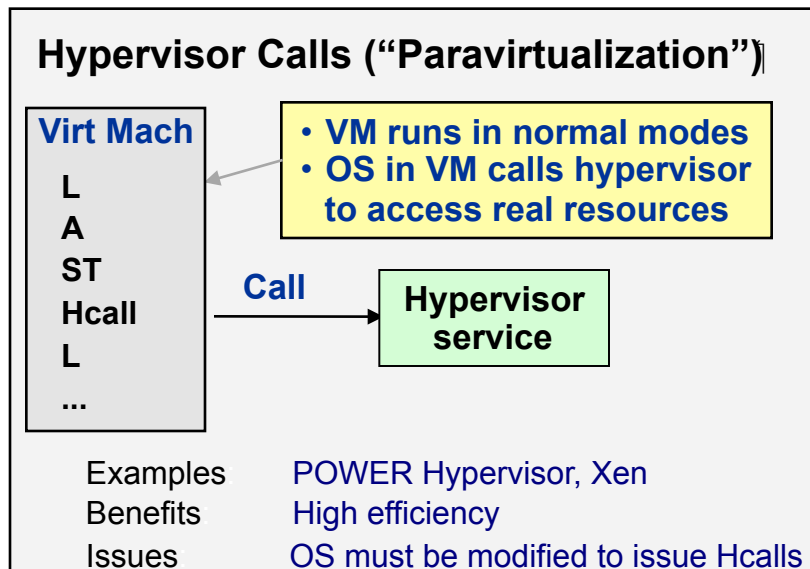 Hypervisor Calls (“Paravirtualization”)
Virt Mach
L
A
ST
Hcall
L
...
• VM runs in normal modes
• OS in VM calls hypervisor
to access real resources
Call
Hypervisor
service
Examples: POWER Hypervisor, Xen
Benefits: High efficiency
Issues: OS must be modified to issue Hcalls